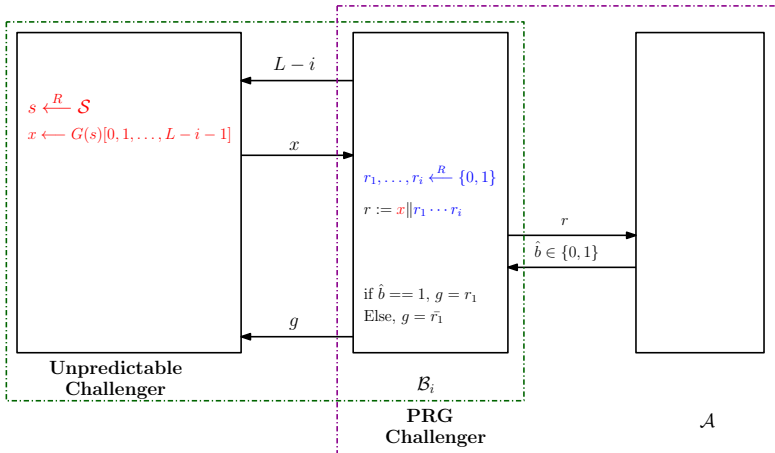 L − i
s ←R S
x ← G(s)[0, 1, . . . , L − i − 1]
x
r₁, . . . , rᵢ ←R {0, 1}
r := x‖r₁ · · · rᵢ
r
b̂ ∈ {0, 1}
if b̂ == 1, g = r₁
Else, g = r̄₁
g
Unpredictable
Challenger
ℬᵢ
PRG
Challenger
𝒜